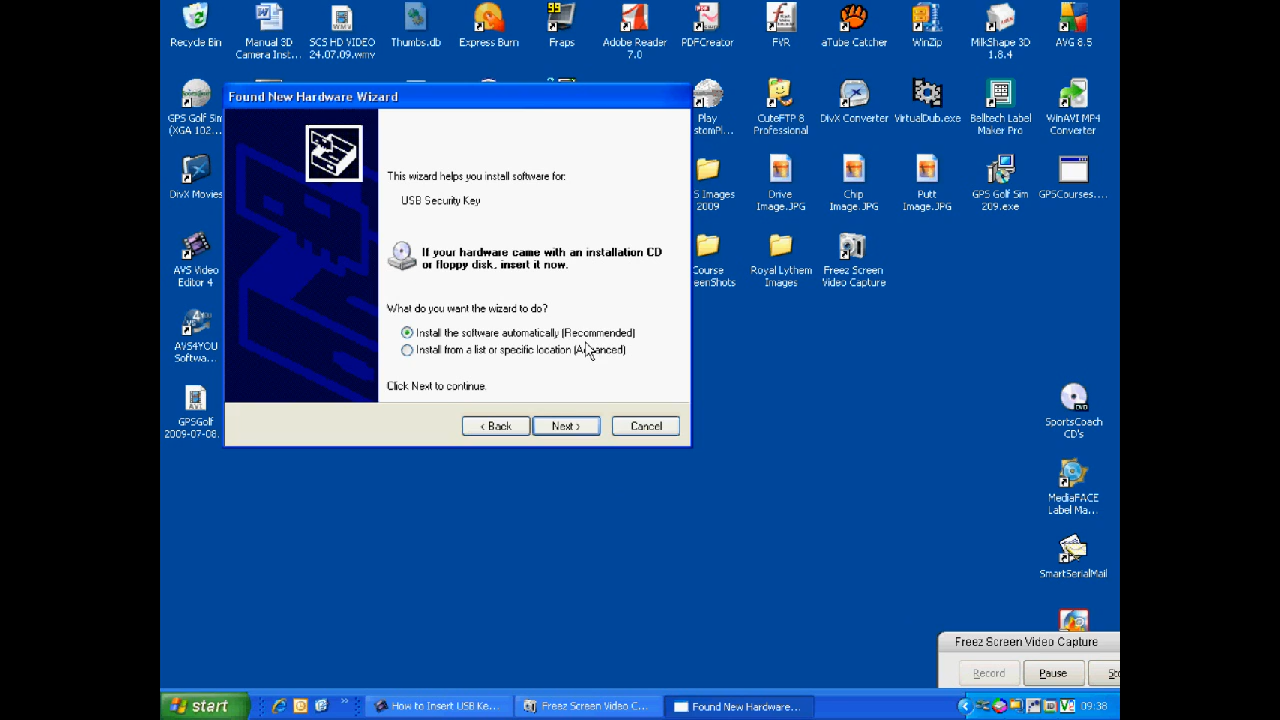 Recycle Bin
Manual 3D
Camera Inst...
SCS HD VIDEO
24.07.09.wmv
Thumbs.db
Express Burn
99
Fraps
Adobe Reader
7.0
PDFCreator
FVR
aTube Catcher
WinZip
MilkShape 3D
1.8.4
AVG 8.5
GPS Golf Sim
(XGA 102...
Play
CuteFTP 8
Professional
DivX Converter
VirtualDub.exe
Belltech Label
Maker Pro
WinAVI MP4
Converter
DivX Movies
S Images
2009
Drive
Image.JPG
Chip
Image.JPG
Putt
Image.JPG
GPS Golf Sim
209.exe
GPSCourses....
AVS Video
Editor 4
Course
eenShots
Royal Lythem
Images
Freez Screen
Video Capture
AVS4YOU
Softwa...
GPSGolf
2009-07-08.
Found New Hardware Wizard
This wizard helps you install software for:
USB Security Key
If your hardware came with an installation CD
or floppy disk, insert it now.
What do you want the wizard to do?
Install the software automatically (Recommended)
Install from a list or specific location (Advanced)
Click Next to continue.
< Back
Next >
Cancel
SportsCoach
CD's
MediaFACE
Label Ma...
SmartSerialMail
Freez Screen Video Capture
Record
Pause
start
How to Insert USB Ke...
Freez Screen Video C...
Found New Hardware...
09:38